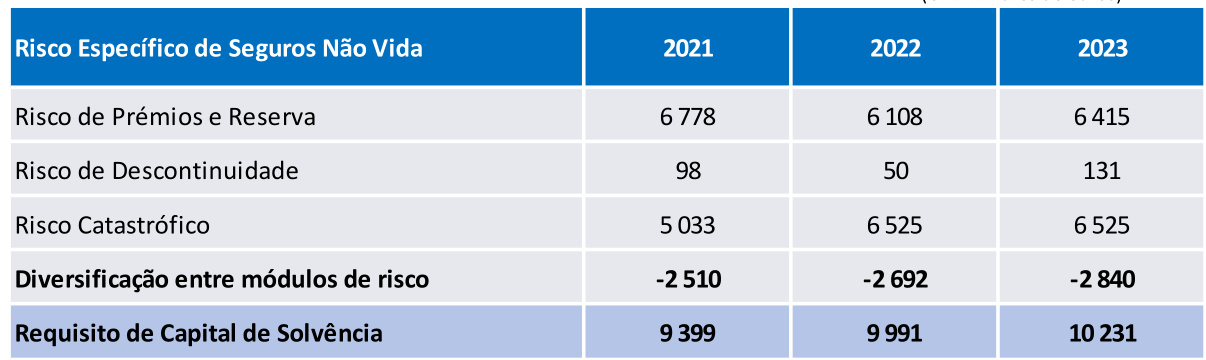 Risco Específico de Seguros Não Vida 2021 2022 2023
Risco de Prémios e Reserva 6 778 6 108 6 415
Risco de Descontinuidade 98 50 131
Risco Catastrófico 5 033 6 525 6 525
Diversificação entre módulos de risco -2 510 -2 692 -2 840
Requisito de Capital de Solvência 9 399 9 991 10 231